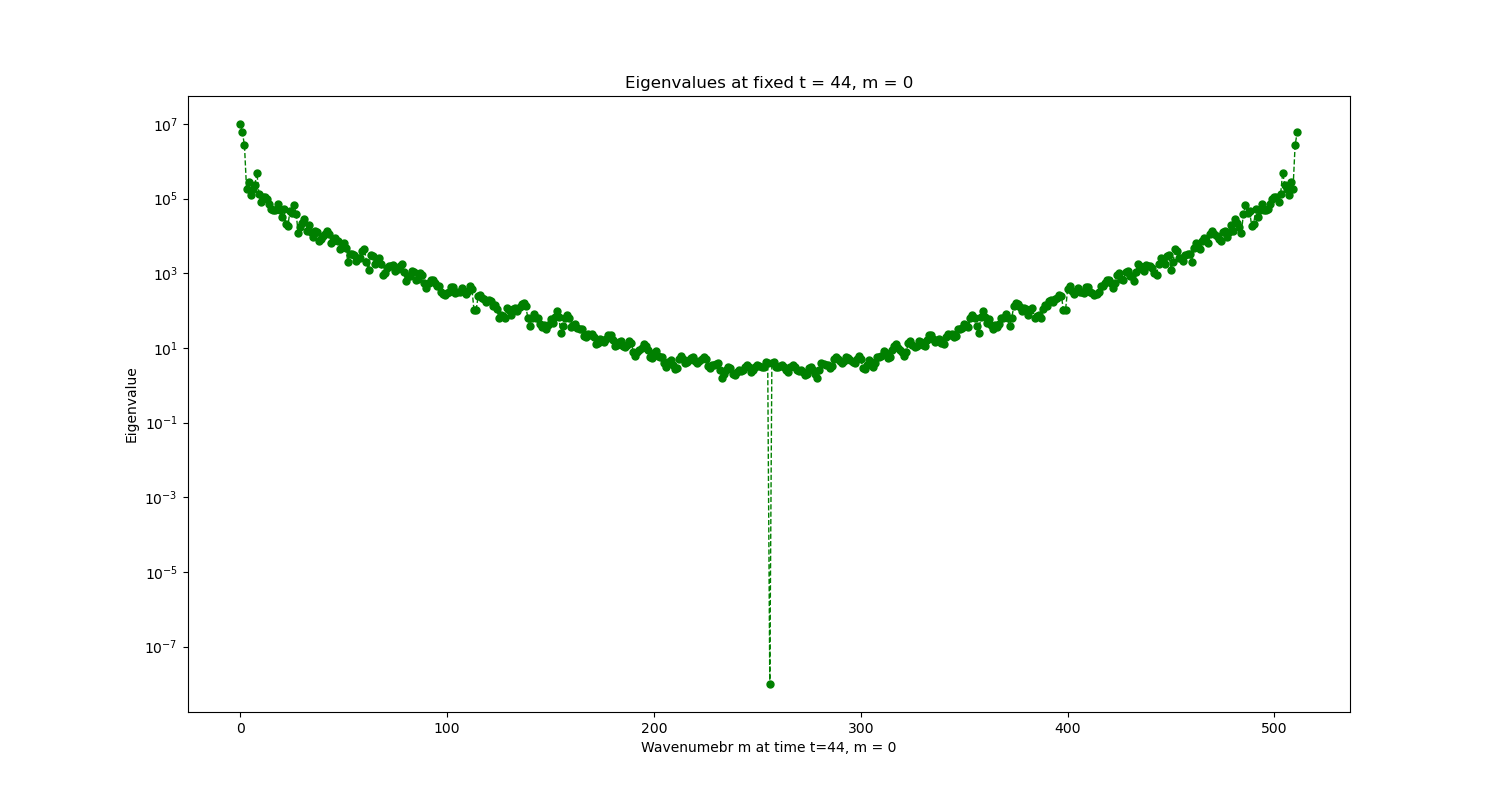 Eigenvalues at fixed t = 44, m = 0
10^7
10^5
10^3
10^1
10^-1
10^-3
10^-5
10^-7
Eigenvalue
0 100 200 300 400 500
Wavenumebr m at time t=44, m = 0